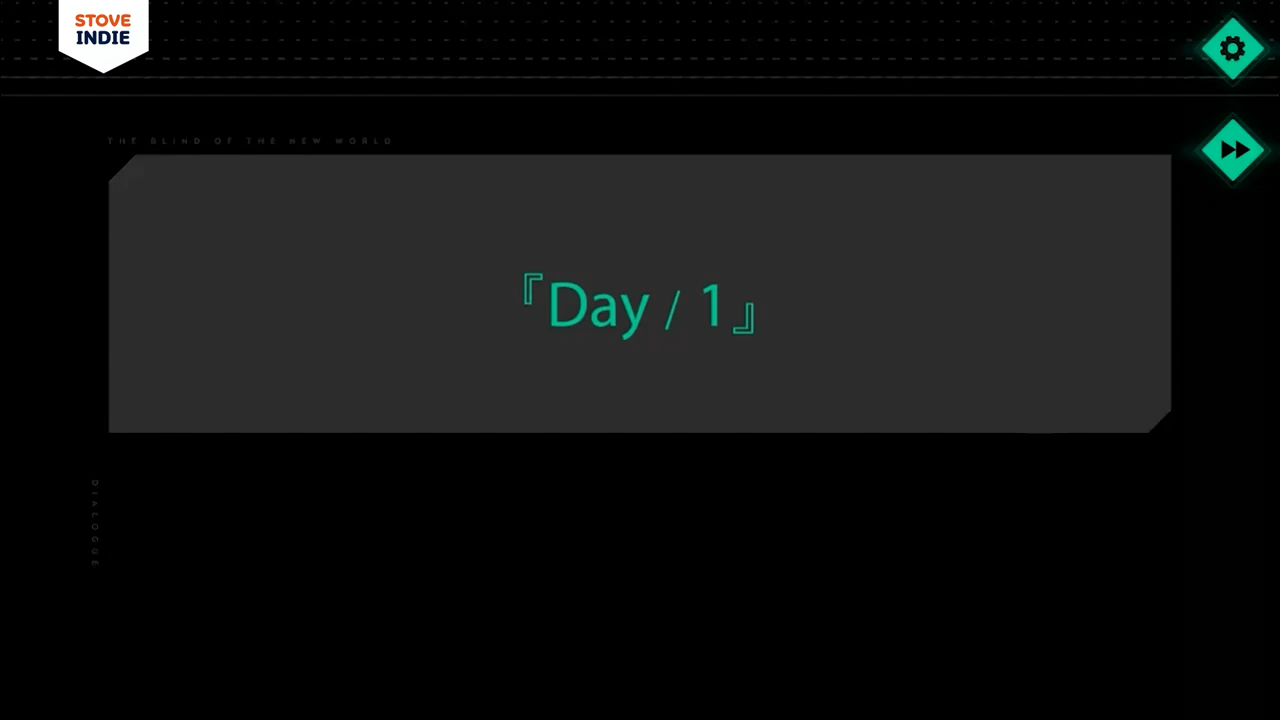 STOVE
INDIE
THE BLIND OF THE NEW WORLD
『Day / 1』
DIALOGUE